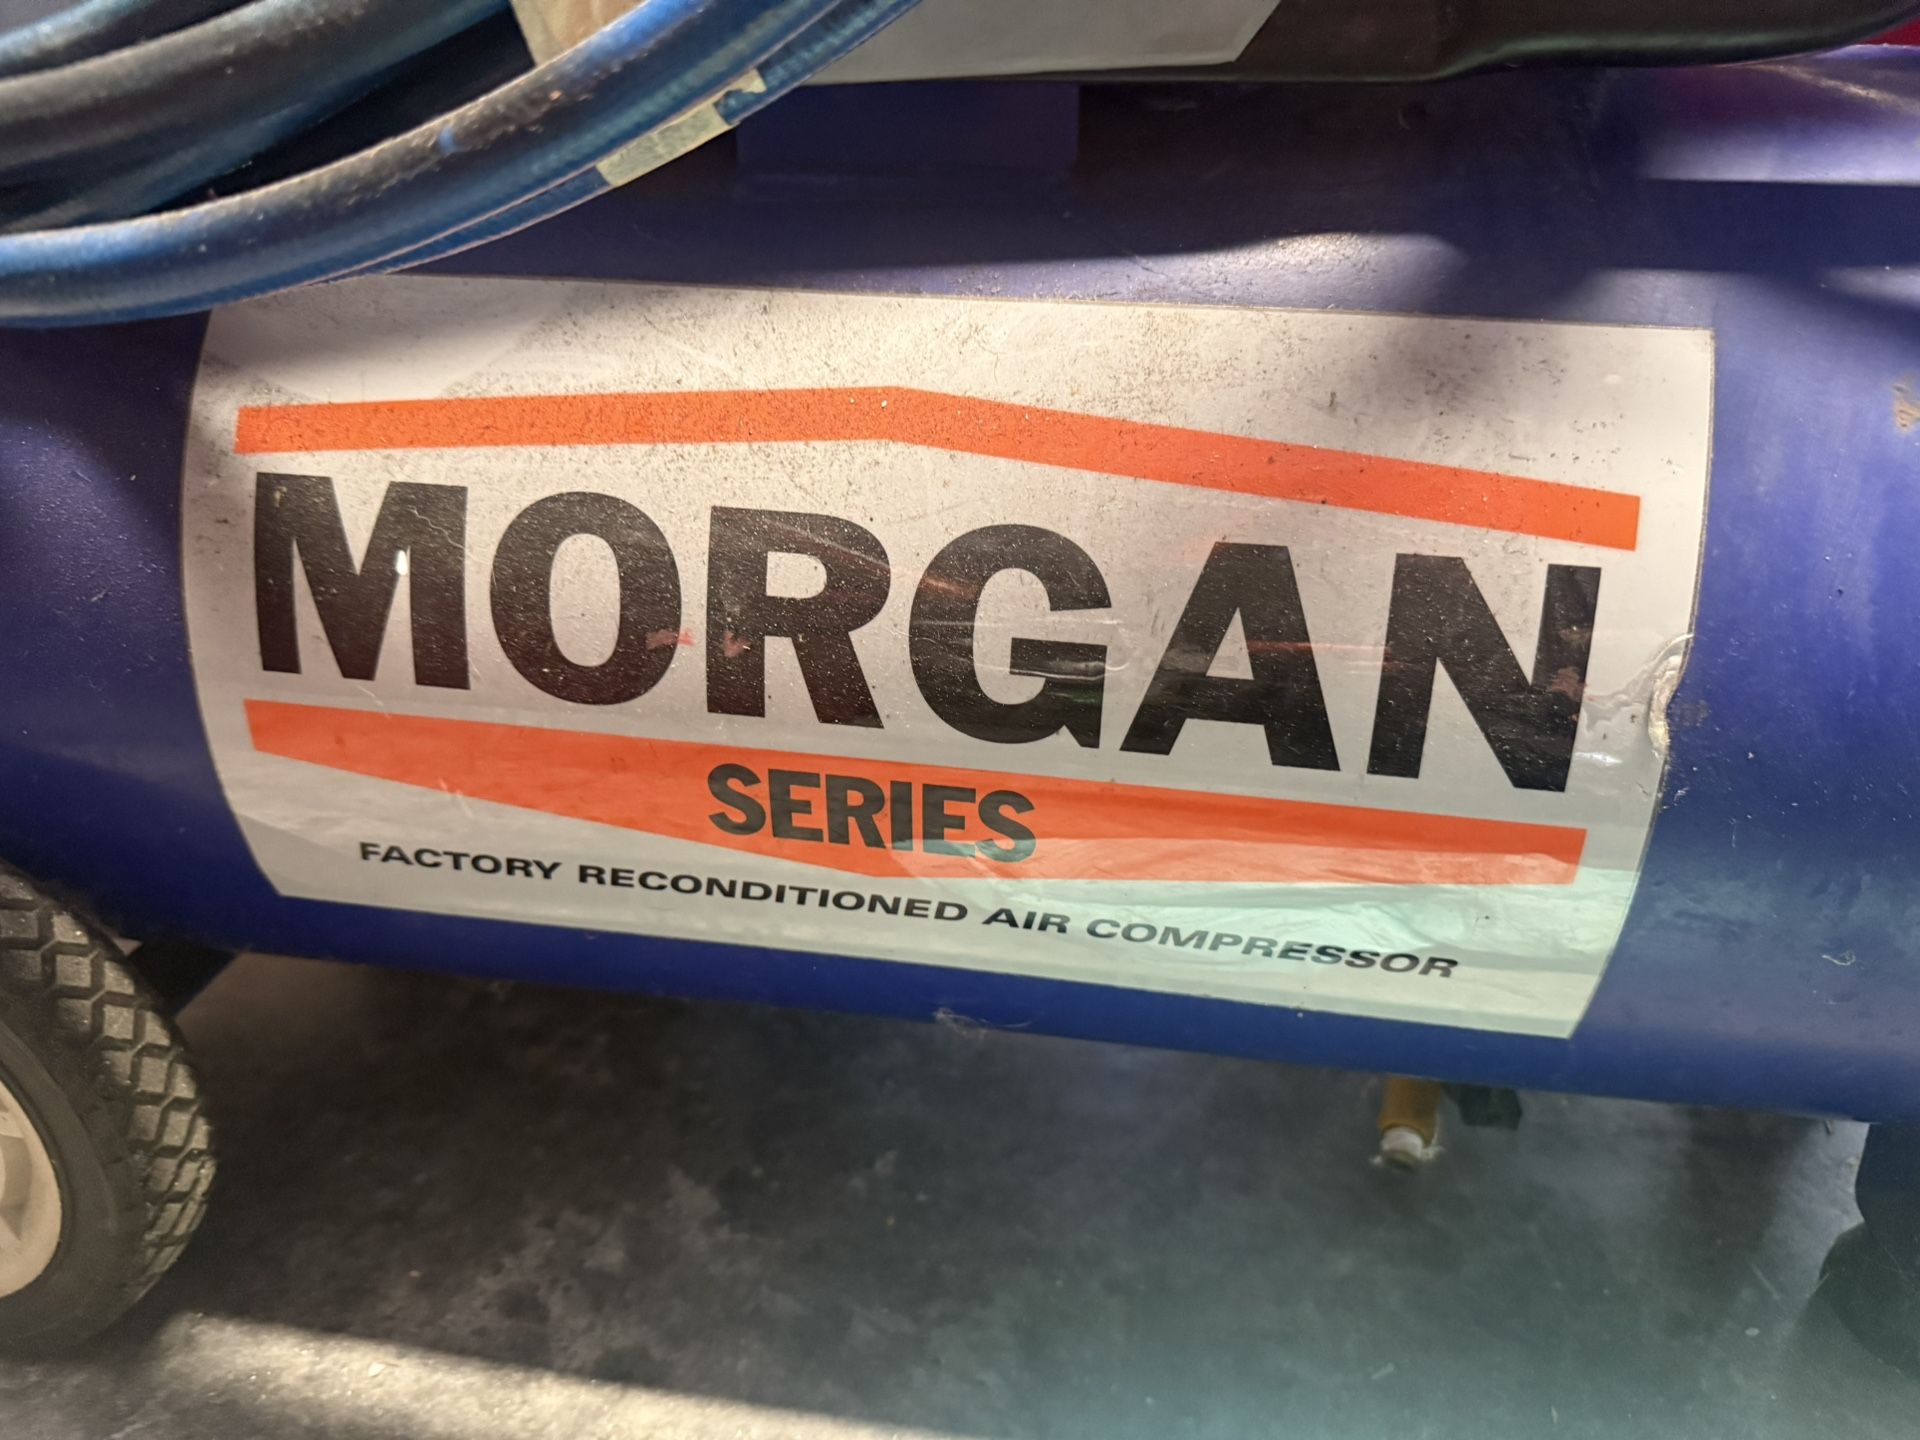 MORGAN
SERIES
FACTORY RECONDITIONED AIR COMPRESSOR